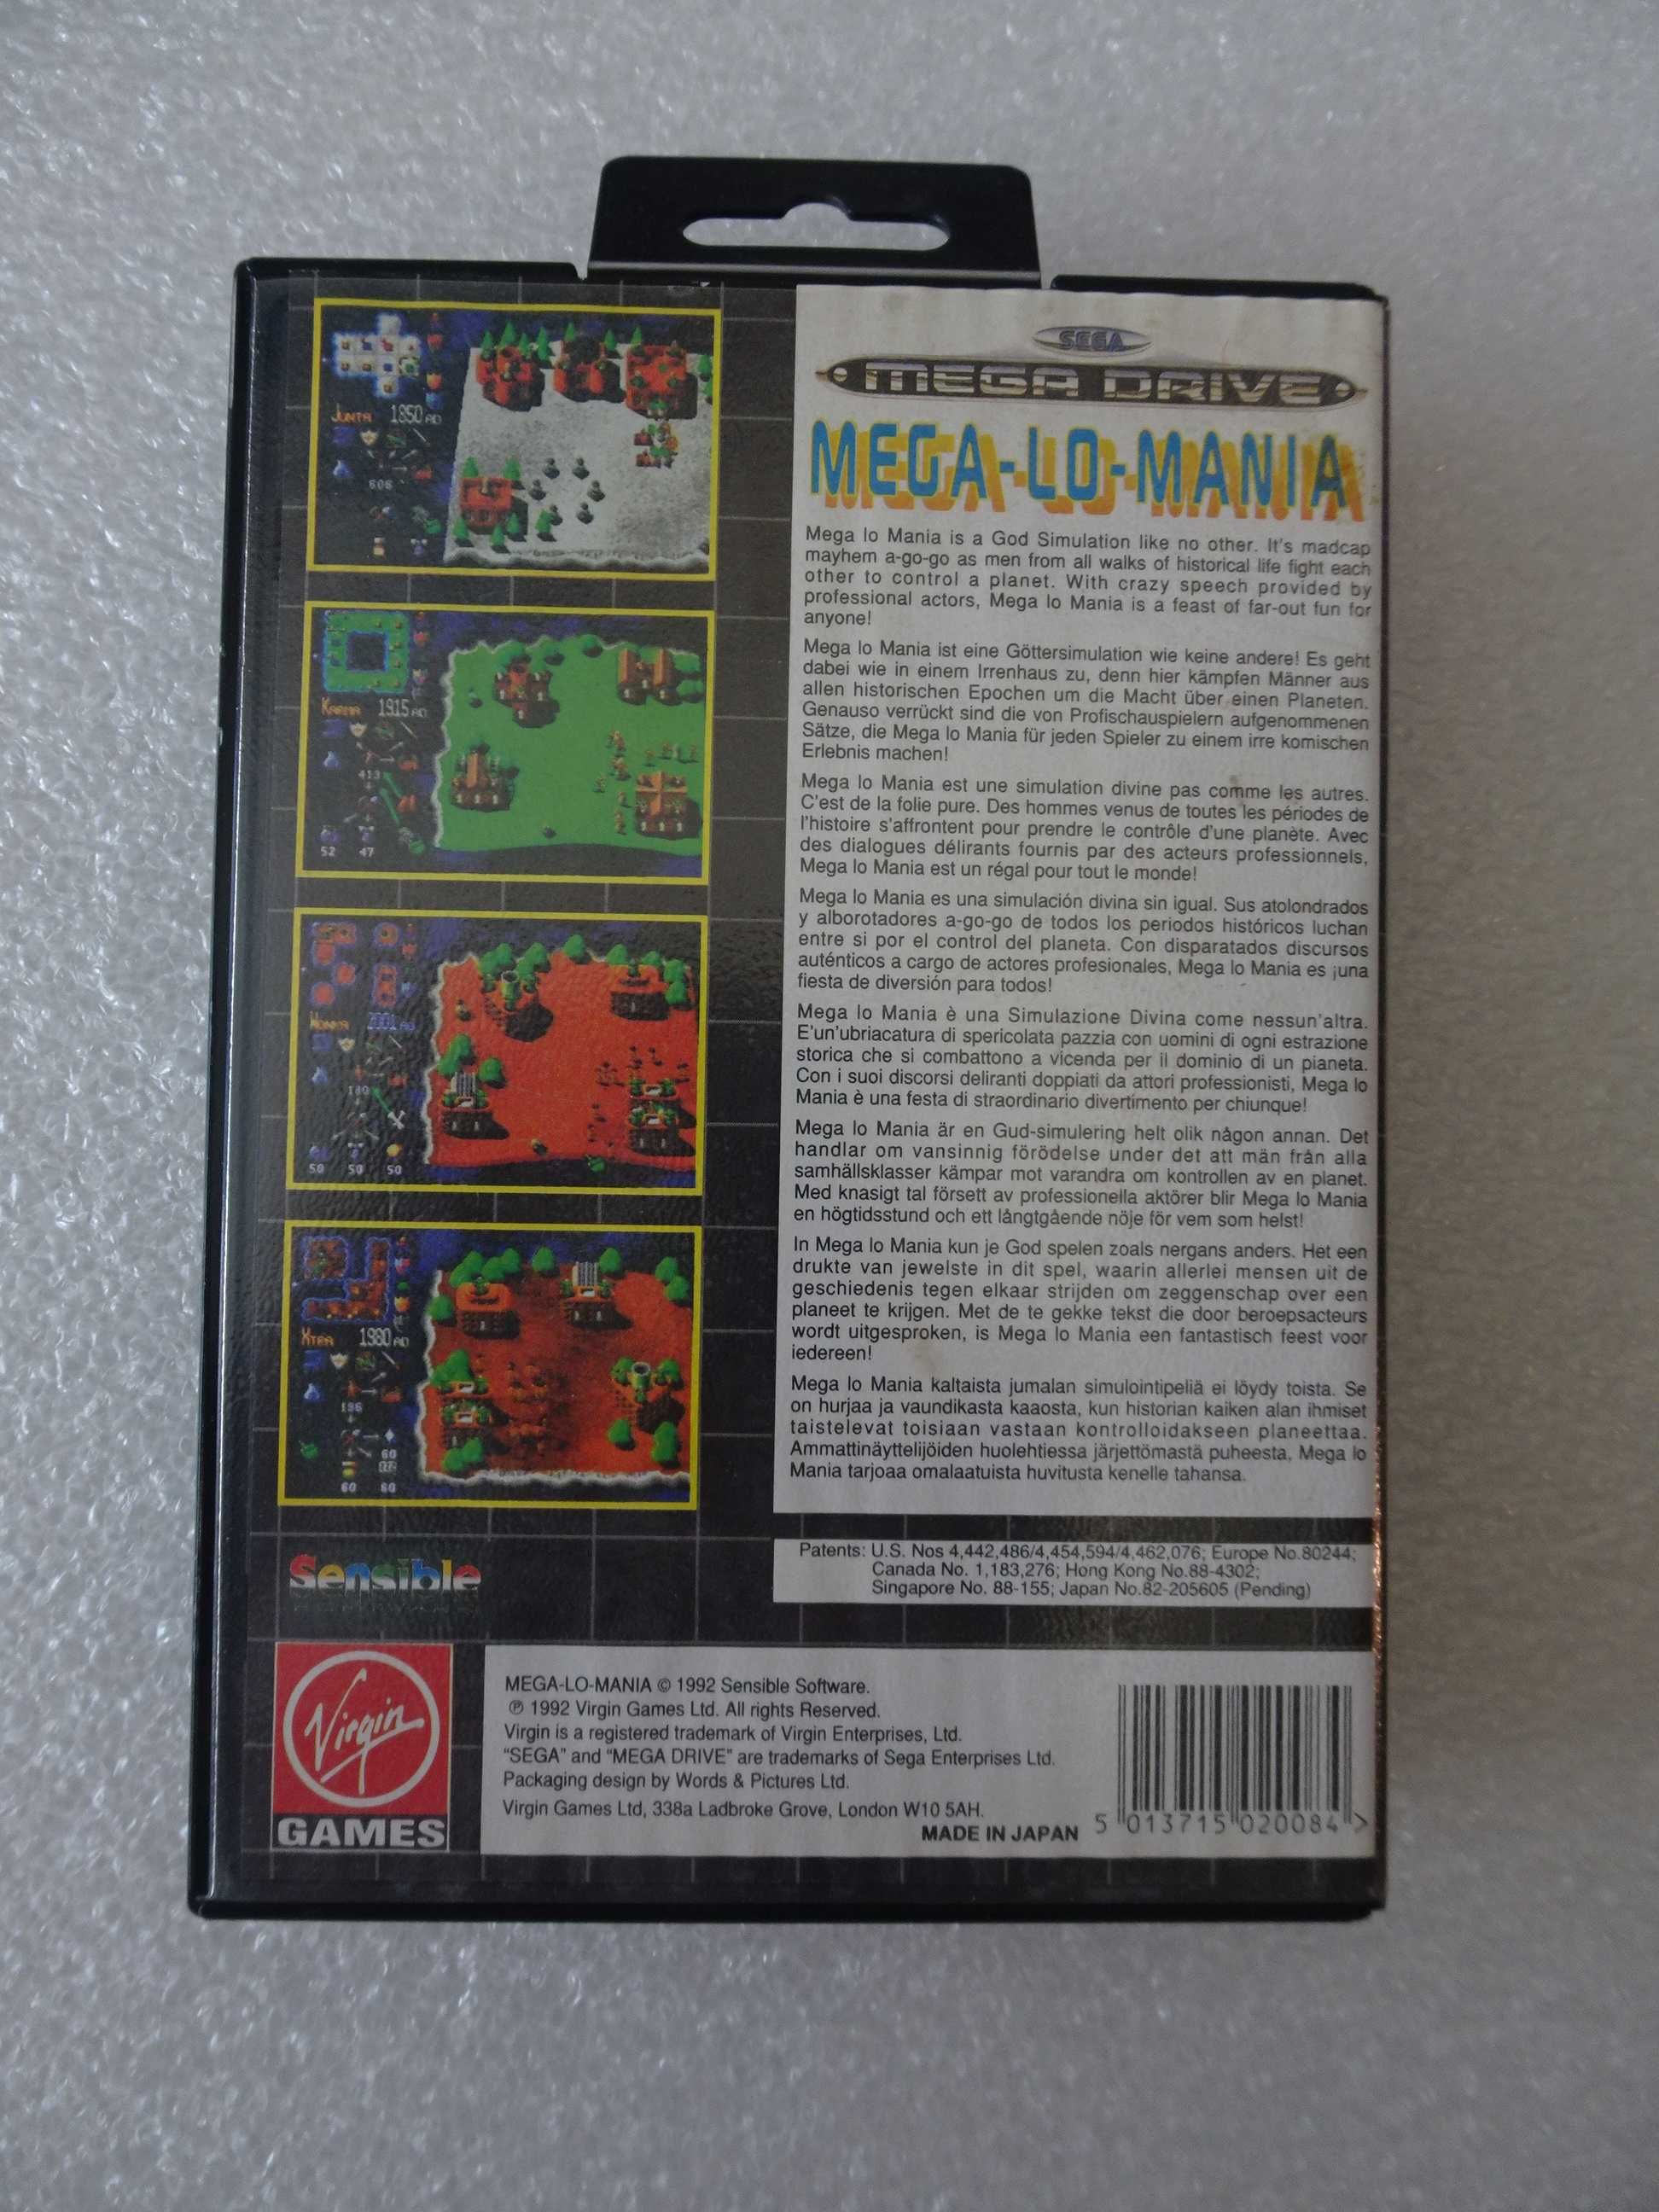 SEGA
MEGA DRIVE
MEGA-LO-MANIA
Mega lo Mania is a God Simulation like no other. It's madcap
mayhem a-go-go as men from all walks of historical life fight each
other to control a planet. With crazy speech provided by
professional actors, Mega lo Mania is a feast of far-out fun for
anyone!
Mega lo Mania ist eine Göttersimulation wie keine andere! Es geht
dabei wie in einem Irrenhaus zu, denn hier kämpfen Männer aus
allen historischen Epochen um die Macht über einen Planeten.
Genauso verrückt sind die von Profischauspielern aufgenommenen
Sätze, die Mega lo Mania für jeden Spieler zu einem irre komischen
Erlebnis machen!
Mega lo Mania est une simulation divine pas comme les autres.
C'est de la folie pure. Des hommes venus de toutes les périodes de
l'histoire s'affrontent pour prendre le contrôle d'une planète. Avec
des dialogues délirants fournis par des acteurs professionnels,
Mega lo Mania est un régal pour tout le monde!
Mega lo Mania es una simulación divina sin igual. Sus atolondrados
y alborotadores a-go-go de todos los periodos históricos luchan
entre si por el control del planeta. Con disparatados discursos
auténticos a cargo de actores profesionales, Mega lo Mania es ¡una
fiesta de diversión para todos!
Mega lo Mania è una Simulazione Divina come nessun'altra.
E'un'ubriacatura di spericolata pazzia con uomini di ogni estrazione
storica che si combattono a vicenda per il dominio di un pianeta.
Con i suoi discorsi deliranti doppiati da attori professionisti, Mega lo
Mania è una festa di straordinario divertimento per chiunque!
Mega lo Mania är en Gud-simulering helt olik någon annan. Det
handlar om vansinnig förödelse under det att män från alla
samhällsklasser kämpar mot varandra om kontrollen av en planet.
Med knasigt tal försett av professionella aktörer blir Mega lo Mania
en högtidsstund och ett långtgående nöje för vem som helst!
In Mega lo Mania kun je God spelen zoals nergans anders. Het een
drukte van jewelste in dit spel, waarin allerlei mensen uit de
geschiedenis tegen elkaar strijden om zeggenschap over een
planeet te krijgen. Met de te gekke tekst die door beroepsacteurs
wordt uitgesproken, is Mega lo Mania een fantastisch feest voor
iedereen!
Mega lo Mania kaltaista jumalan simulointipeliä ei löydy toista. Se
on hurjaa ja vaundikasta kaaosta, kun historian kaiken alan ihmiset
taistelevat toisiaan vastaan kontrolloidakseen planeettaa.
Ammattinäyttelijöiden huolehtiessa järjettömästä puheesta, Mega lo
Mania tarjoaa omalaatuista huvitusta kenelle tahansa.
Patents: U.S. Nos 4,442,486/4,454,594/4,462,076; Europe No.80244;
Canada No. 1,183,276; Hong Kong No.88-4302;
Singapore No. 88-155; Japan No.82-205605 (Pending)
JUNTA 1850 AD
606
KARMA 1915 AD
413
52 47
WONKA 2001 AD
140
50 50 50
XTRA 1980 AD
196
60
60 60
Sensible
Virgin
GAMES
MEGA-LO-MANIA © 1992 Sensible Software.
℗ 1992 Virgin Games Ltd. All rights Reserved.
Virgin is a registered trademark of Virgin Enterprises, Ltd.
“SEGA” and “MEGA DRIVE” are trademarks of Sega Enterprises Ltd.
Packaging design by Words & Pictures Ltd.
Virgin Games Ltd, 338a Ladbroke Grove, London W10 5AH.
MADE IN JAPAN
5 013715 020084 >